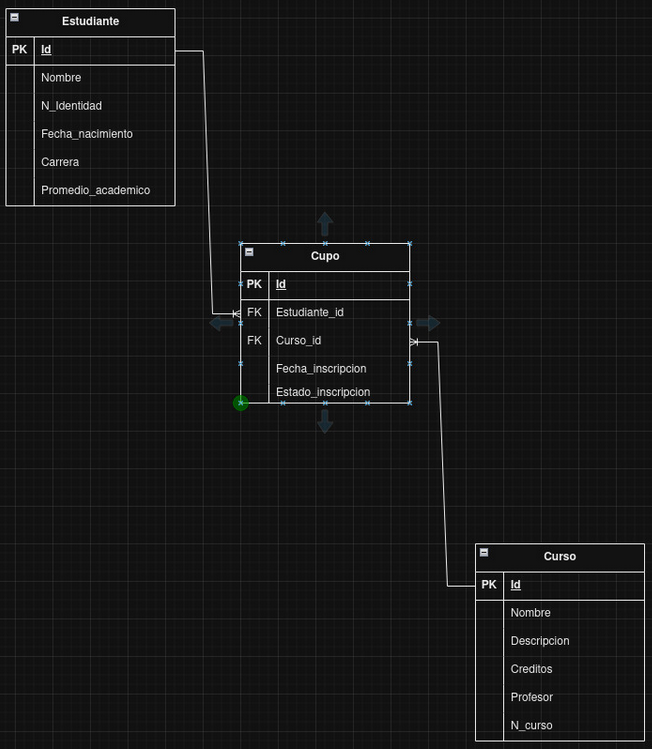 Estudiante
PK Id
Nombre
N_Identidad
Fecha_nacimiento
Carrera
Promedio_academico
Cupo
PK Id
FK Estudiante_id
FK Curso_id
Fecha_inscripcion
Estado_inscripcion
Curso
PK Id
Nombre
Descripcion
Creditos
Profesor
N_curso